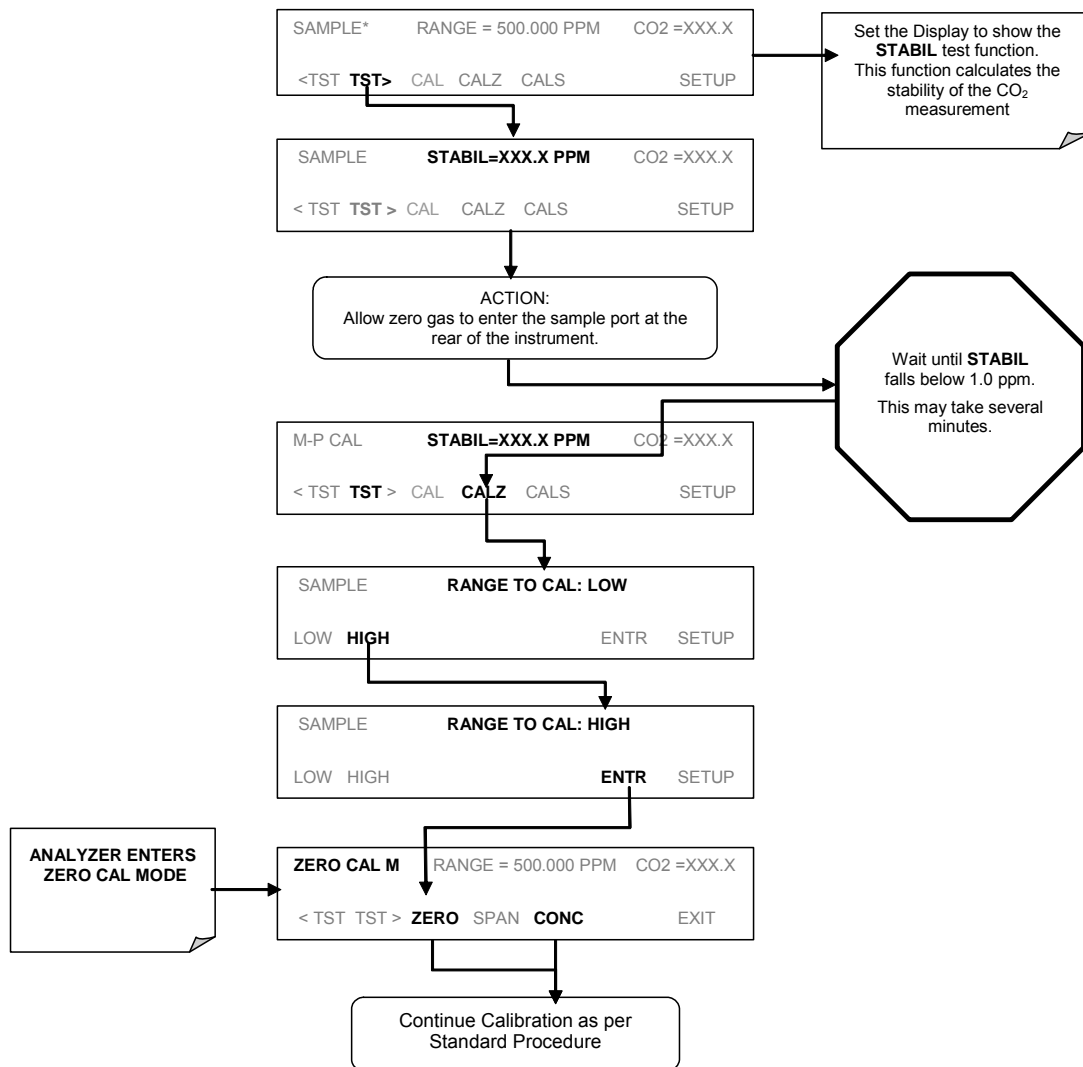 SAMPLE* RANGE = 500.000 PPM CO2 =XXX.X
<TST TST> CAL CALZ CALS SETUP
Set the Display to show the
STABIL test function.
This function calculates the
stability of the CO₂
measurement
SAMPLE STABIL=XXX.X PPM CO2 =XXX.X
< TST TST > CAL CALZ CALS SETUP
ACTION:
Allow zero gas to enter the sample port at the
rear of the instrument.
Wait until STABIL
falls below 1.0 ppm.
This may take several
minutes.
M-P CAL STABIL=XXX.X PPM CO2 =XXX.X
< TST TST > CAL CALZ CALS SETUP
SAMPLE RANGE TO CAL: LOW
LOW HIGH ENTR SETUP
SAMPLE RANGE TO CAL: HIGH
LOW HIGH ENTR SETUP
ANALYZER ENTERS
ZERO CAL MODE
ZERO CAL M RANGE = 500.000 PPM CO2 =XXX.X
< TST TST > ZERO SPAN CONC EXIT
Continue Calibration as per
Standard Procedure